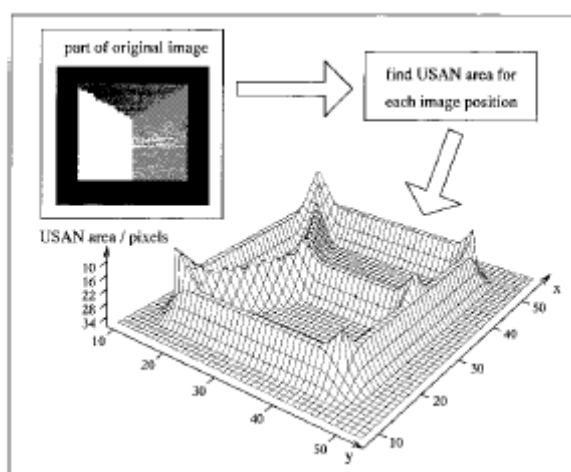 part of original image
find USAN area for
each image position
USAN area / pixels
10
16
22
28
34
10
20
30
40
50
y
10
20
30
40
50
x